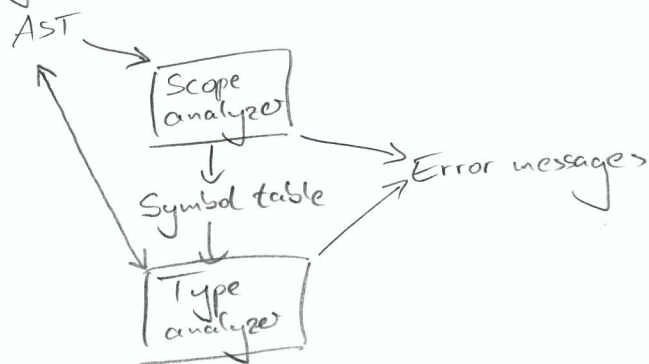 AST
Scope
analyzer
Error messages
Symbol table
Type
analyzer